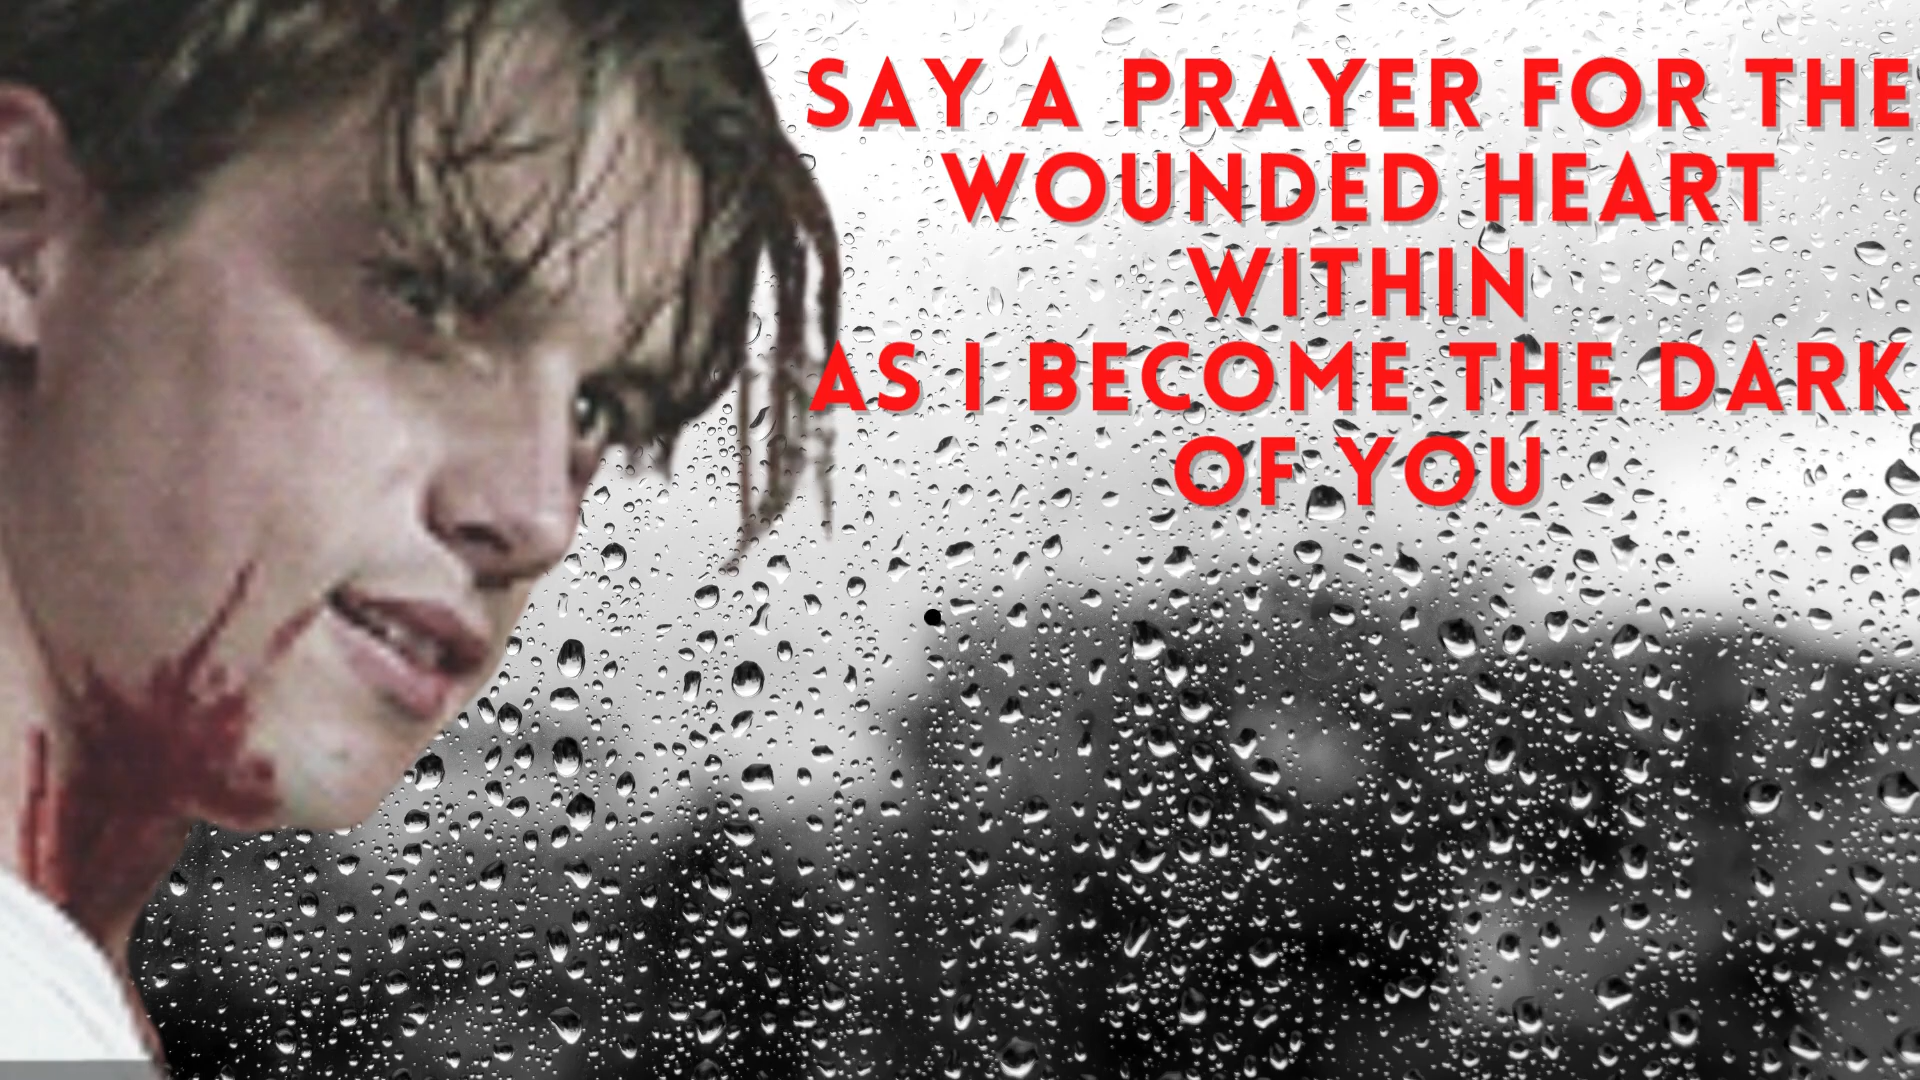 SAY A PRAYER FOR THE
WOUNDED HEART
WITHIN
AS I BECOME THE DARK
OF YOU